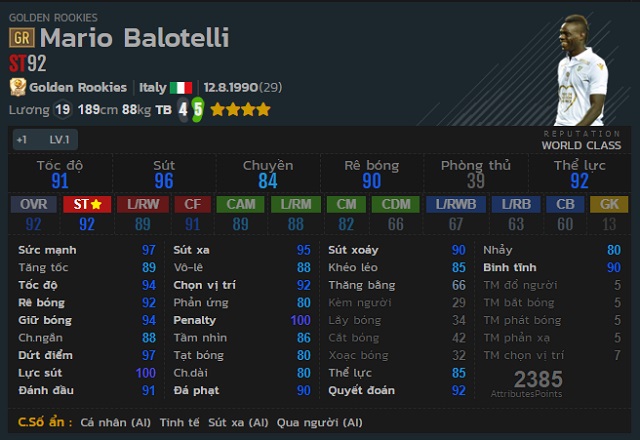 GOLDEN ROOKIES
GR Mario Balotelli
ST92
Golden Rookies Italy 12.8.1990(29)
Lương 19 189cm 88kg TB 4 5
+1 LV.1
REPUTATION
WORLD CLASS
Tốc độ Sút Chuyền Rê bóng Phòng thủ Thể lực
91 96 84 90 39 92
OVR ST L/RW CF CAM L/RM CM CDM L/RWB L/RB CB GK
92 92 89 91 89 88 82 66 67 63 60 13
Sức mạnh 97 Sút xa 95 Sút xoáy 90 Nhảy 80
Tăng tốc 89 Vô-lê 88 Khéo léo 85 Bình tĩnh 90
Tốc độ 94 Chọn vị trí 92 Thăng bằng 66 TM đổ người 5
Rê bóng 92 Phản ứng 80 Kèm người 29 TM bắt bóng 5
Giữ bóng 94 Penalty 100 Lấy bóng 34 TM phát bóng 5
Ch.ngắn 88 Tầm nhìn 86 Cắt bóng 42 TM phản xạ 5
Dứt điểm 97 Tạt bóng 80 Xoạc bóng 32 TM chọn vị trí 7
Lực sút 100 Ch.dài 80 Thể lực 85
Đánh đầu 91 Đá phạt 90 Quyết đoán 92
2385
AttributesPoints
C.Số ẩn : Cá nhân (AI) Tinh tế Sút xa (AI) Qua người (AI)